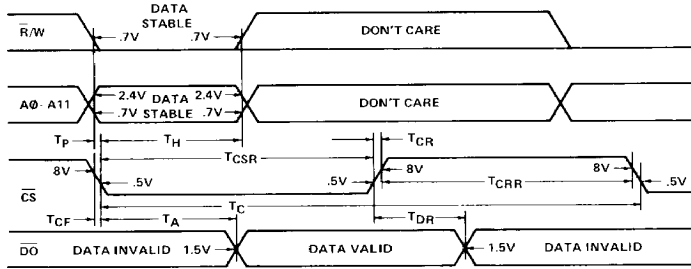 DATA
STABLE
R̅/W .7V .7V DON'T CARE
2.4V DATA 2.4V
AØ-A11 DON'T CARE
.7V STABLE .7V
TP TH TCR
TCSR
8V 8V TCRR 8V
CS .5V TC .5V .5V
TCF TA TDR
DO DATA INVALID 1.5V DATA VALID 1.5V DATA INVALID